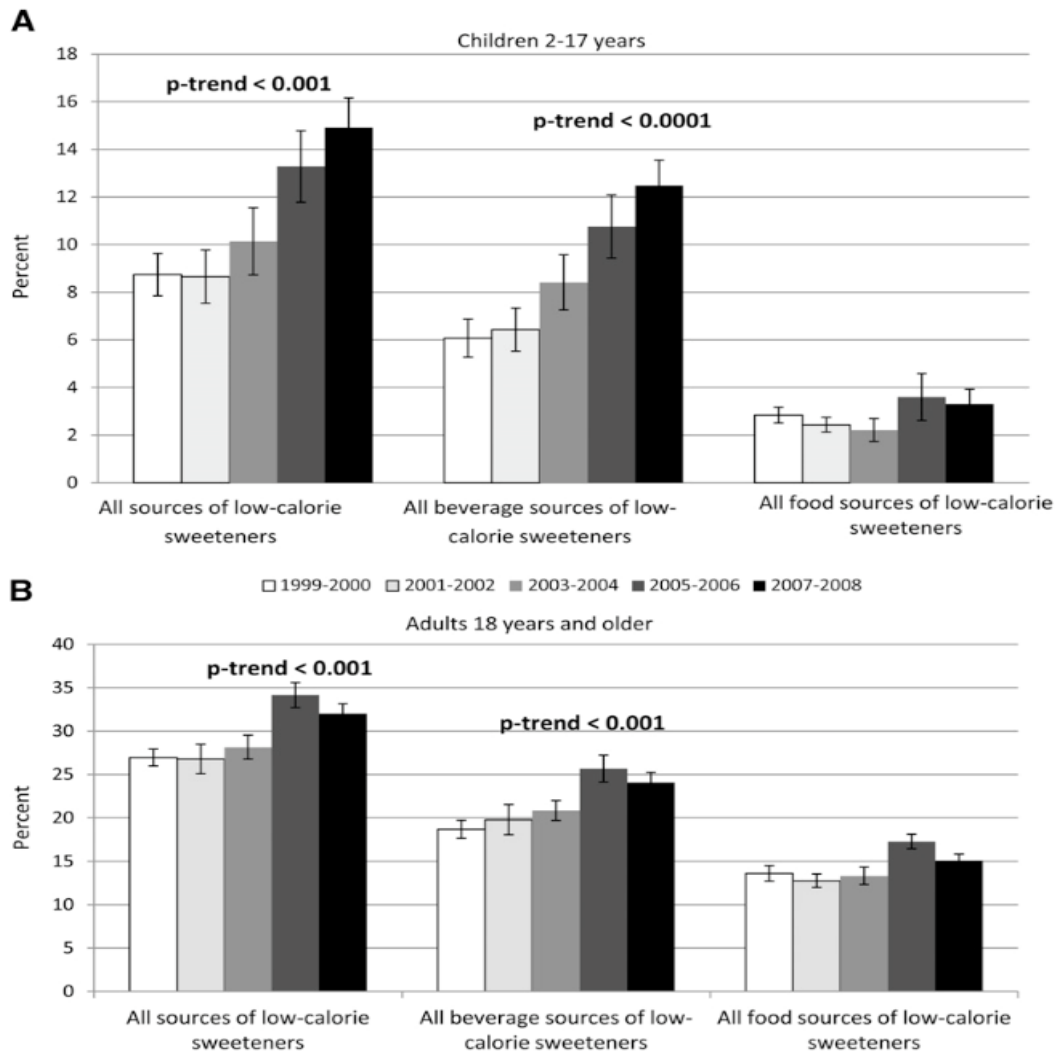 A
Children 2-17 years
18
p-trend < 0.001
16
p-trend < 0.0001
14
12
10
8
6
4
2
0
Percent
All sources of low-calorie
sweeteners
All beverage sources of low-
calorie sweeteners
All food sources of low-calorie
sweeteners
1999-2000 2001-2002 2003-2004 2005-2006 2007-2008
B
Adults 18 years and older
40
p-trend < 0.001
35
p-trend < 0.001
30
25
20
15
10
5
0
Percent
All sources of low-calorie
sweeteners
All beverage sources of low-
calorie sweeteners
All food sources of low-calorie
sweeteners